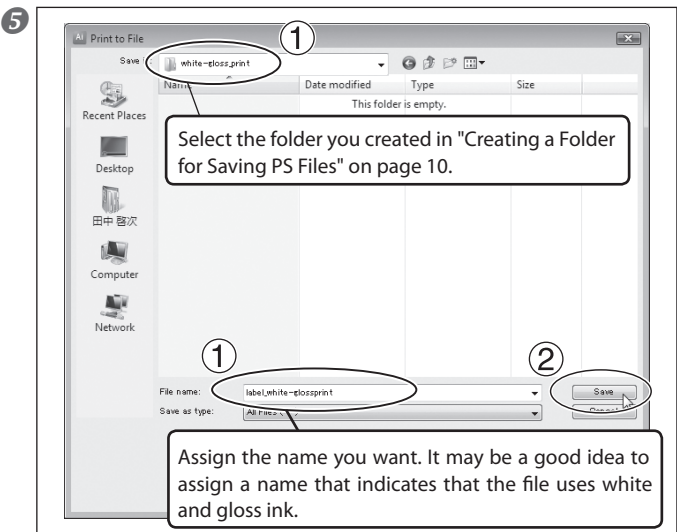 5
Print to File
①
white-gloss_print
Name
Date modified
Type
Size
This folder is empty.
Recent Places
Select the folder you created in "Creating a Folder
for Saving PS Files" on page 10.
Desktop
田中 啓次
Computer
Network
①
②
File name:
label_white-glossprint
Save
Save as type:
All Files
Assign the name you want. It may be a good idea to
assign a name that indicates that the file uses white
and gloss ink.